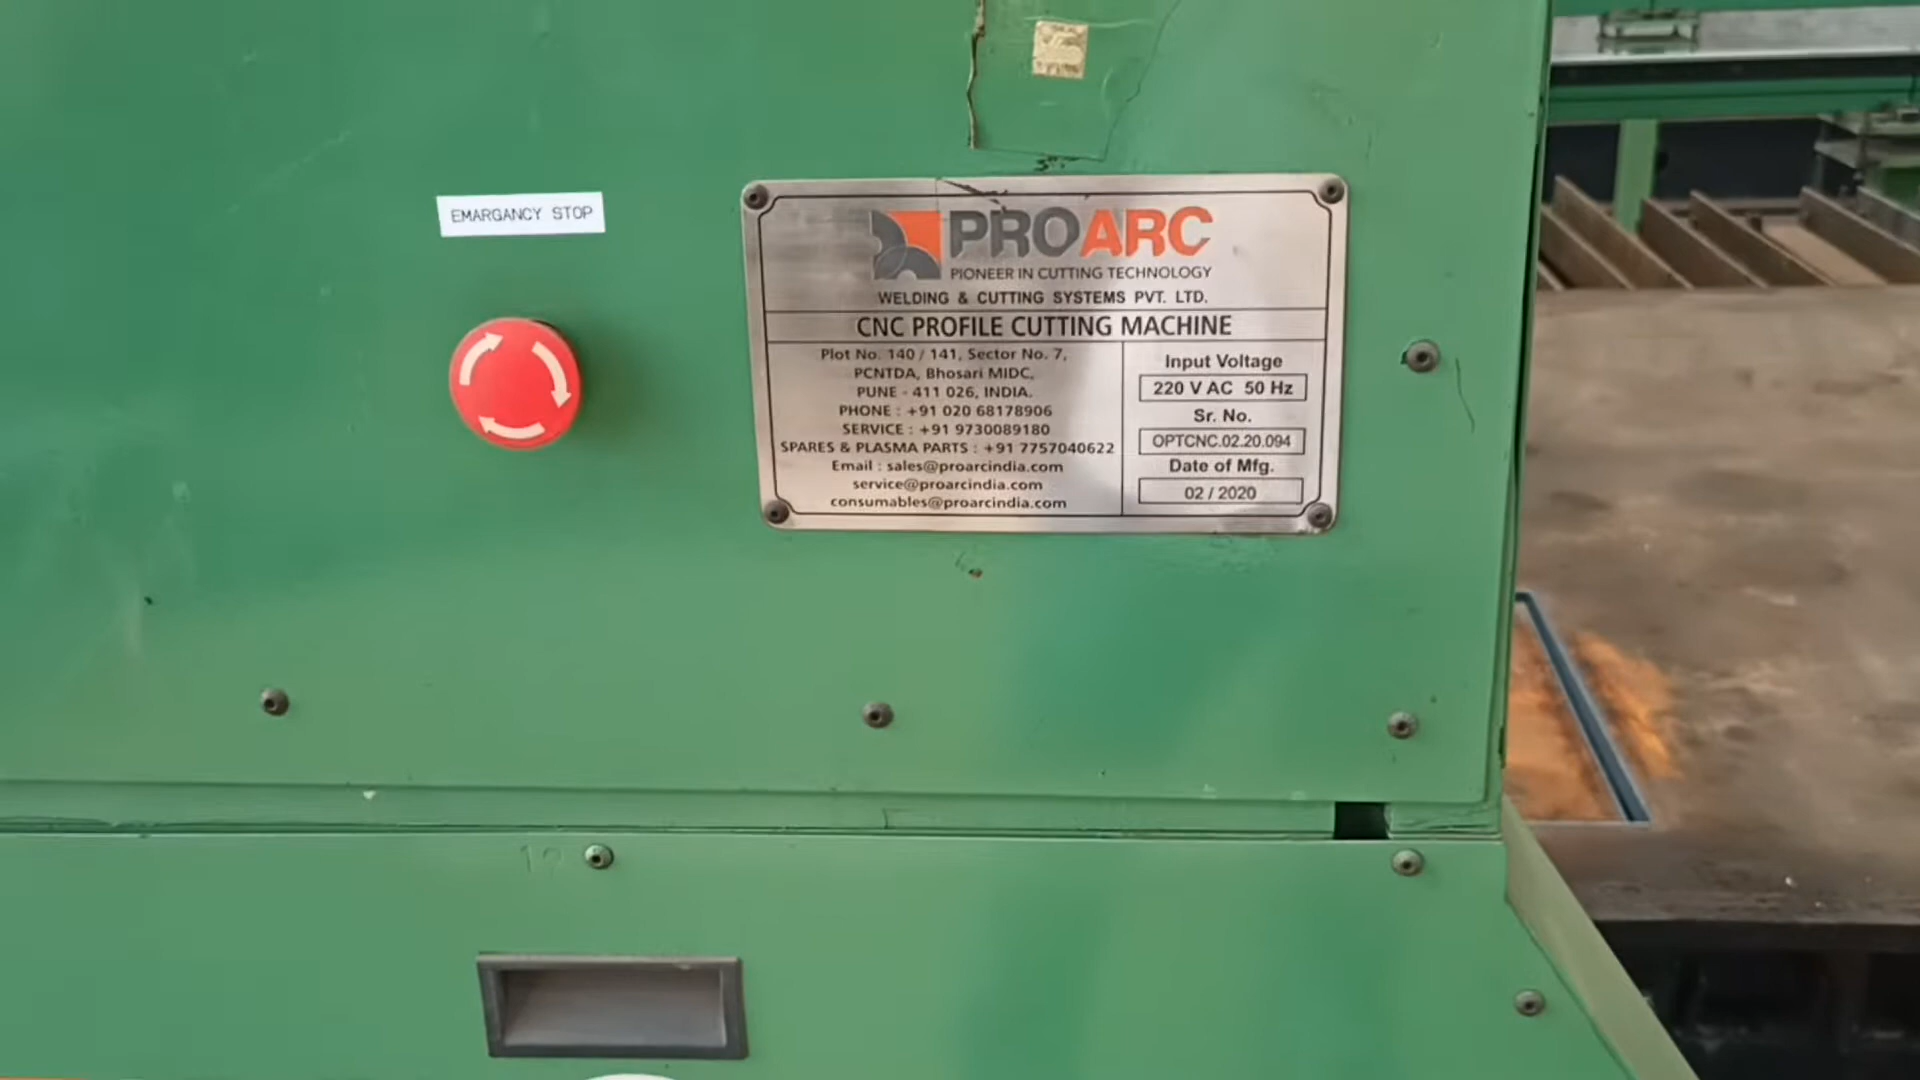 EMARGANCY STOP
PROARC
PIONEER IN CUTTING TECHNOLOGY
WELDING & CUTTING SYSTEMS PVT. LTD.
CNC PROFILE CUTTING MACHINE
Plot No. 140 / 141, Sector No. 7,
PCNTDA, Bhosari MIDC,
PUNE - 411 026, INDIA.
PHONE : +91 020 68178906
SERVICE : +91 9730089180
SPARES & PLASMA PARTS : +91 7757040622
Email : sales@proarcindia.com
service@proarcindia.com
consumables@proarcindia.com
Input Voltage
220 V AC 50 Hz
Sr. No.
OPTCNC.02.20.094
Date of Mfg.
02 / 2020